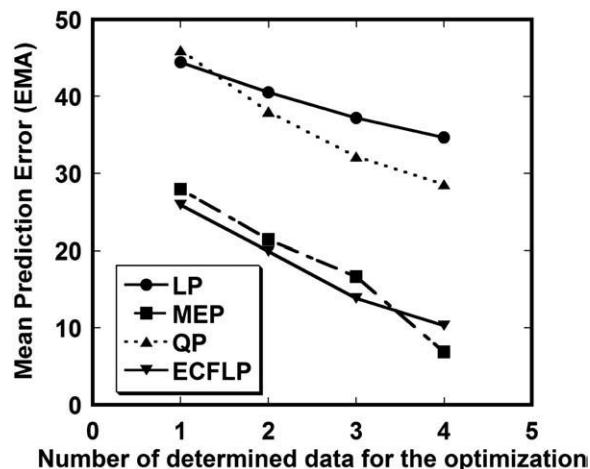 Mean Prediction Error (EMA)
50
40
30
20
10
0
LP
MEP
QP
ECFLP
0 1 2 3 4 5
Number of determined data for the optimization